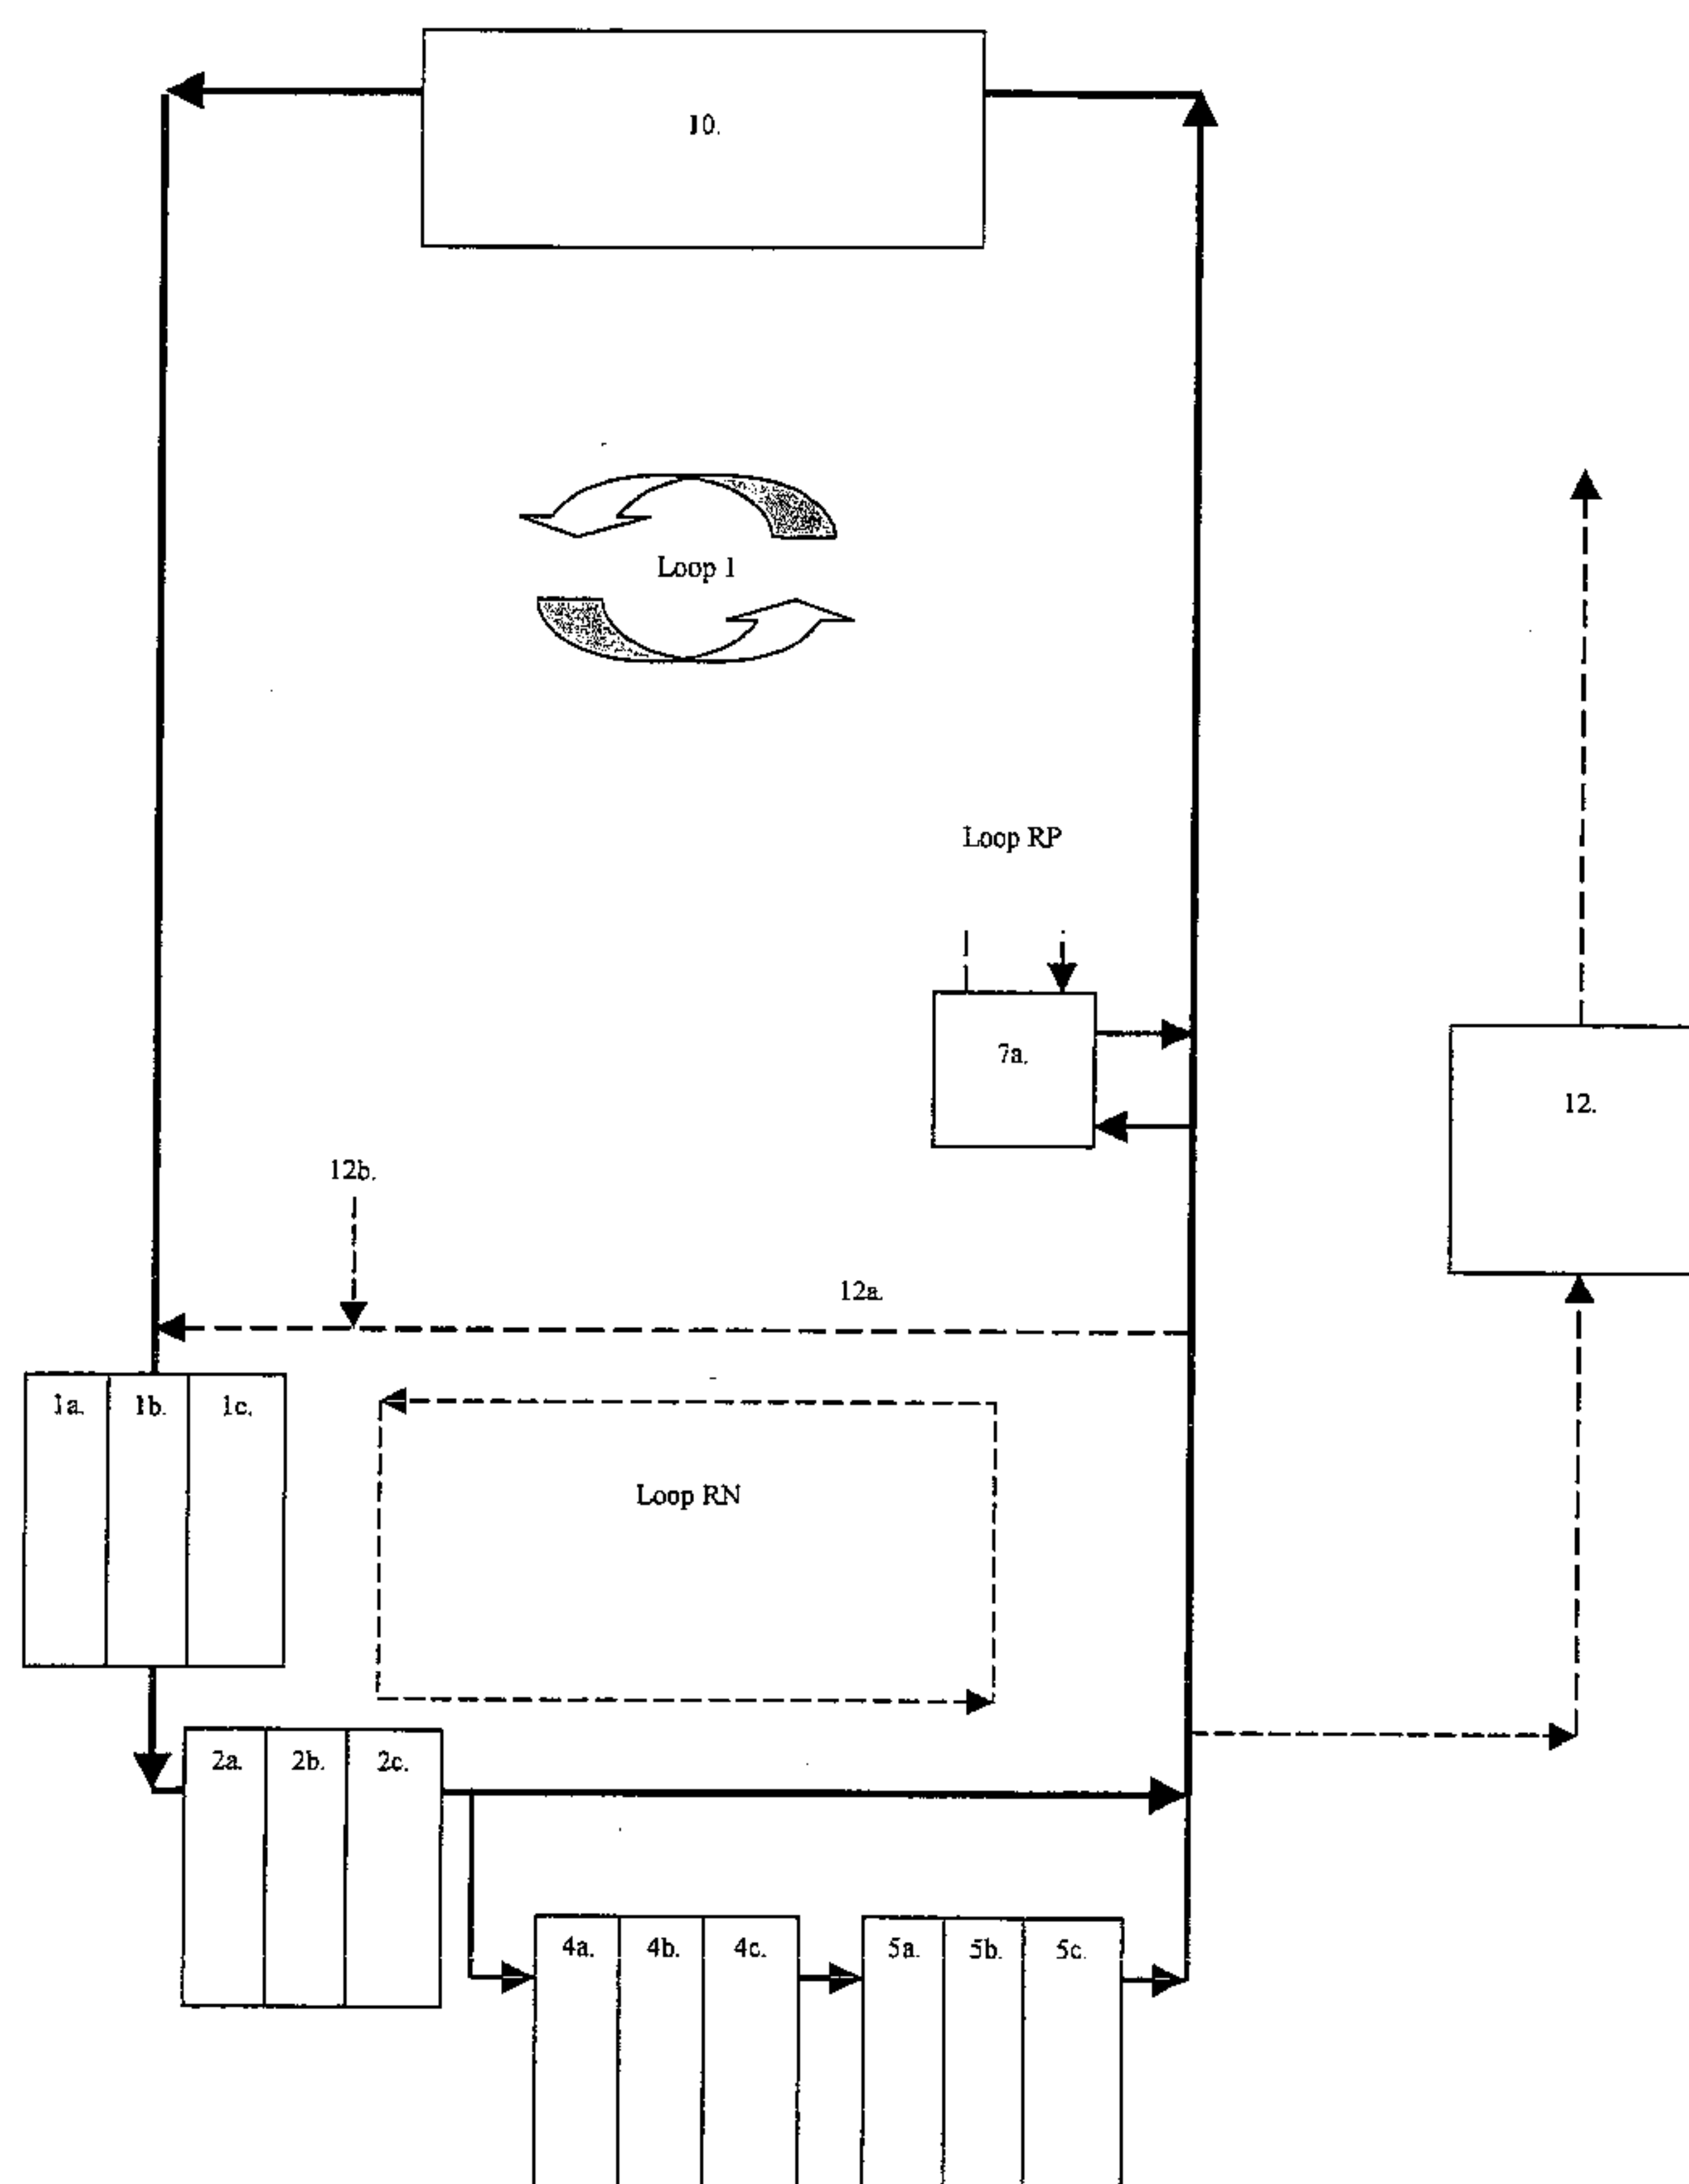 10.
Loop 1
Loop RP
7a.
12.
12b.
12a.
1a. 1b. 1c.
Loop RN
2a. 2b. 2c.
4a. 4b. 4c. 5a. 5b. 5c.